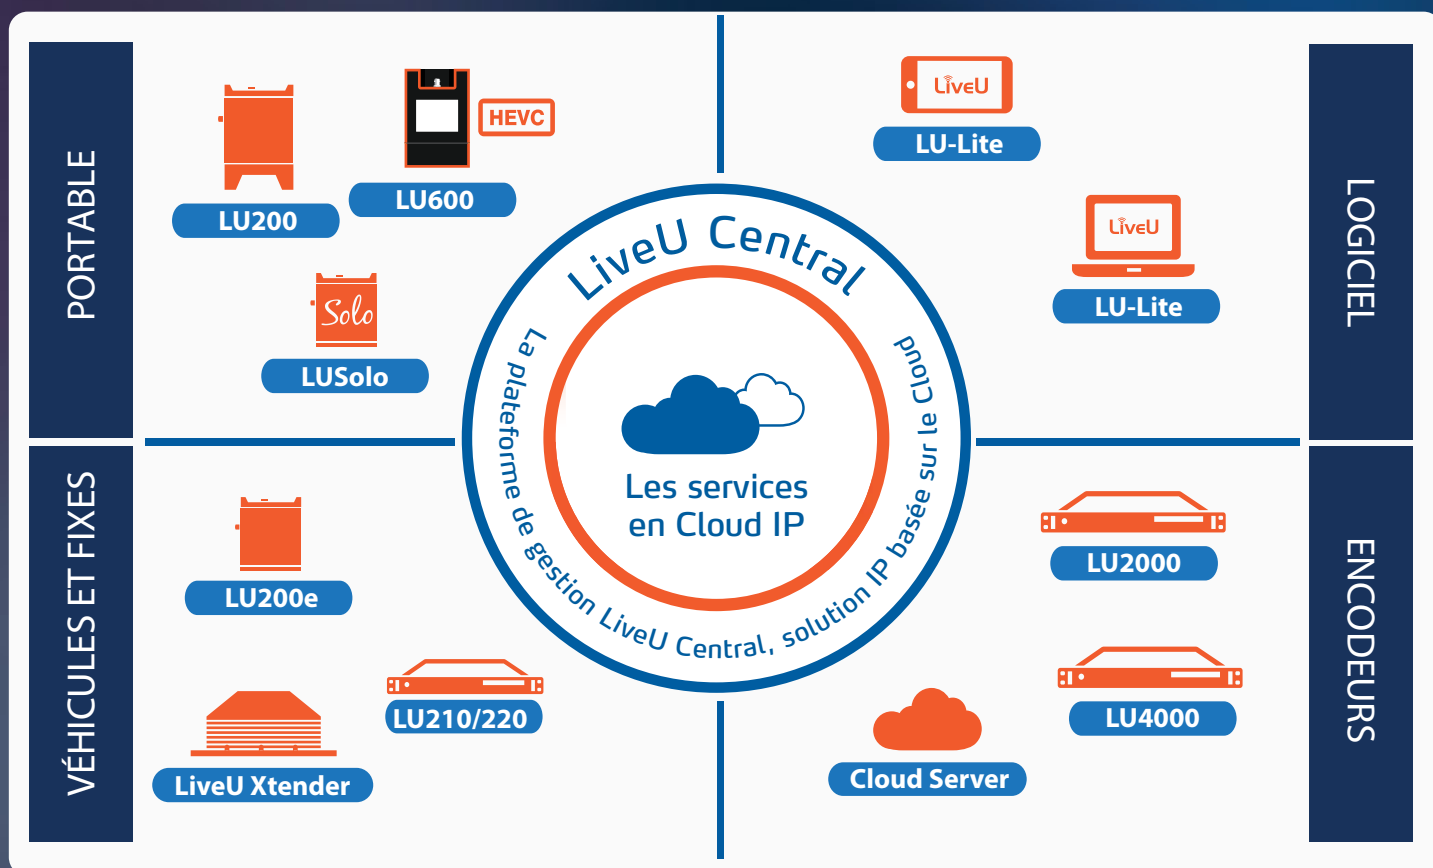 PORTABLE
LU200
LU600
HEVC
Solo
LUSolo
LiveU
LU-Lite
LiveU
LU-Lite
LOGICIEL
LiveU Central
La plateforme de gestion LiveU Central, solution IP basée sur le Cloud
Les services
en Cloud IP
VÉHICULES ET FIXES
LU200e
LU210/220
LiveU Xtender
LU2000
LU4000
Cloud Server
ENCODEURS